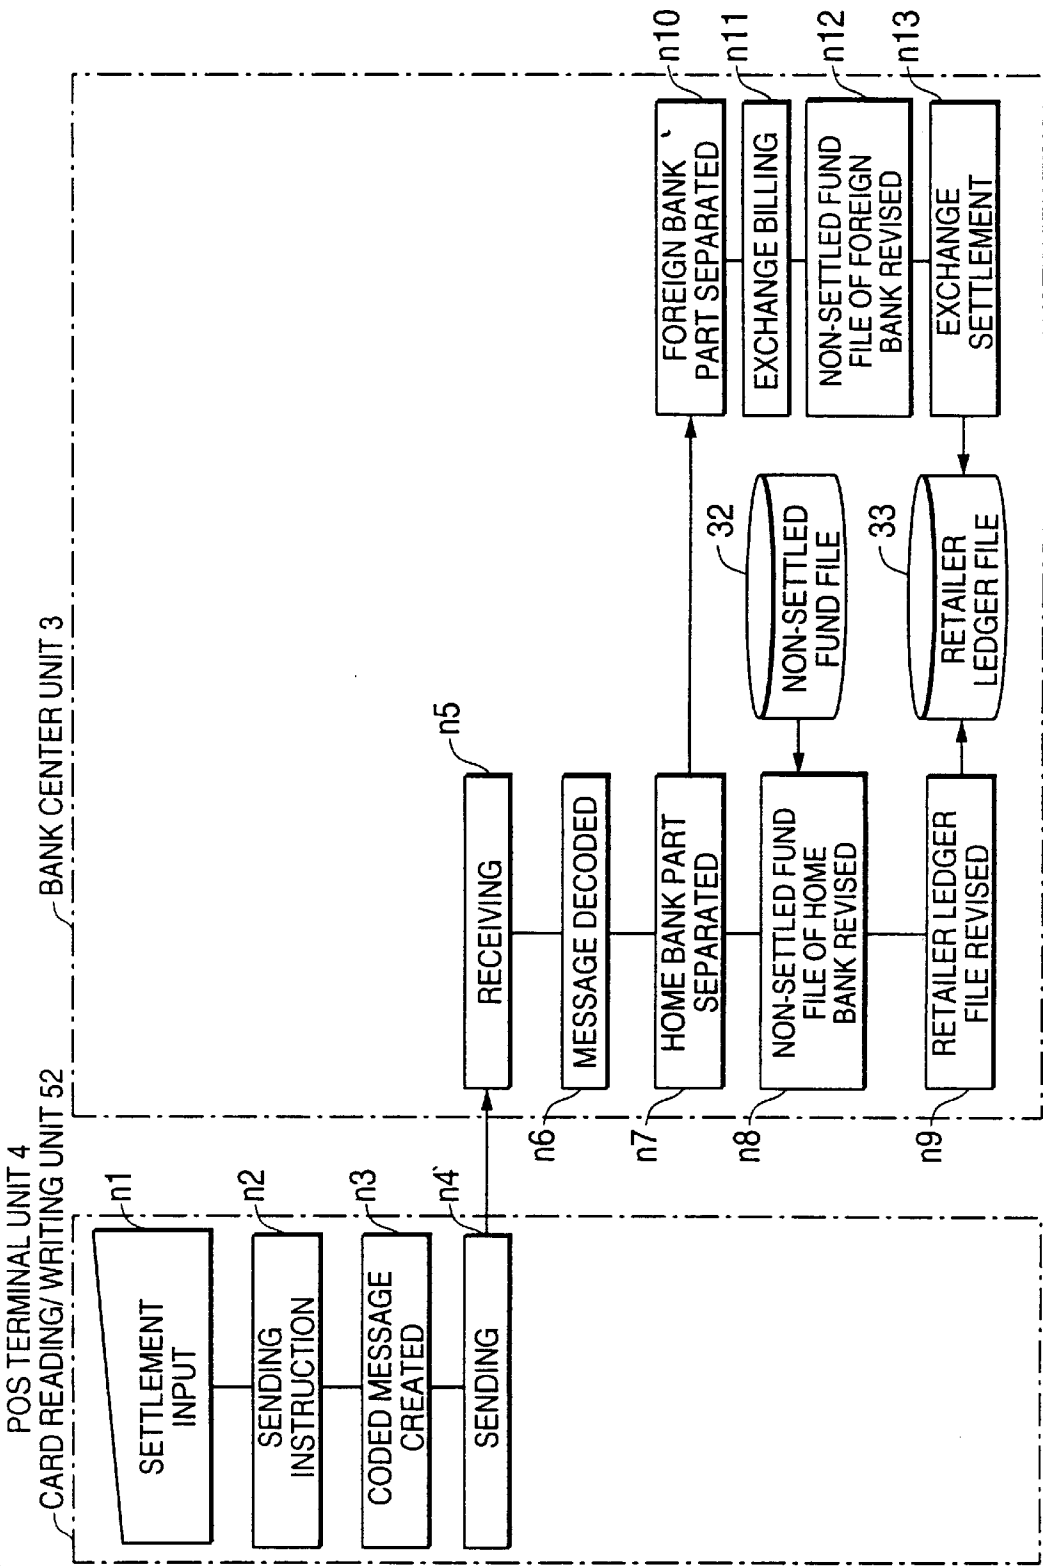 POS TERMINAL UNIT 4
CARD READING/WRITING UNIT 52
n1
SETTLEMENT
INPUT
n2
SENDING
INSTRUCTION
n3
CODED MESSAGE
CREATED
n4
SENDING
BANK CENTER UNIT 3
n5
RECEIVING
n6
MESSAGE DECODED
n7
HOME BANK PART
SEPARATED
n8
NON-SETTLED FUND
FILE OF HOME
BANK REVISED
n9
RETAILER LEDGER
FILE REVISED
32
NON-SETTLED
FUND FILE
33
RETAILER
LEDGER FILE
n10
FOREIGN BANK
PART SEPARATED
n11
EXCHANGE BILLING
n12
NON-SETTLED FUND
FILE OF FOREIGN
BANK REVISED
n13
EXCHANGE
SETTLEMENT